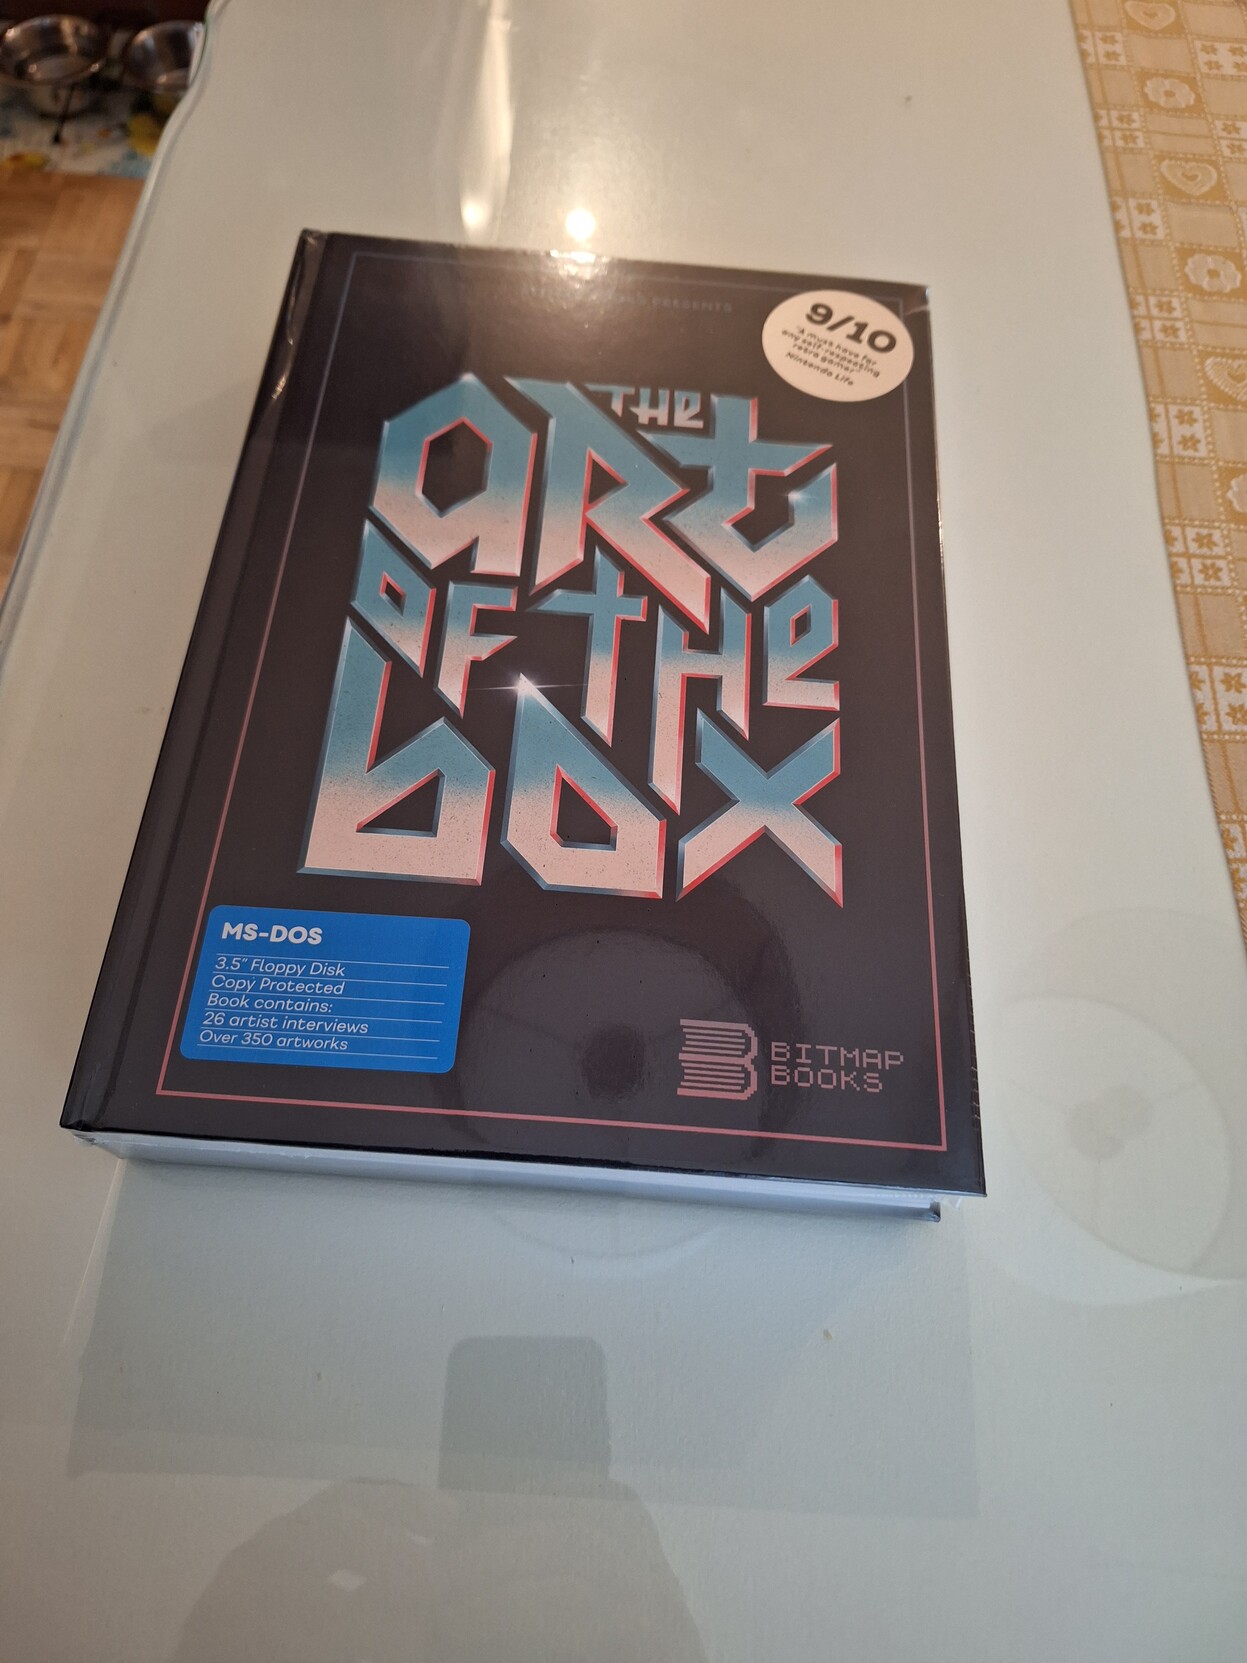 PRESENTS
9/10
"A must have for
any self-respecting
retro gamer"
Nintendo Life
THE
ART
OF THE
BOX
MS-DOS
3.5" Floppy Disk
Copy Protected
Book contains:
26 artist interviews
Over 350 artworks
BITMAP
BOOKS